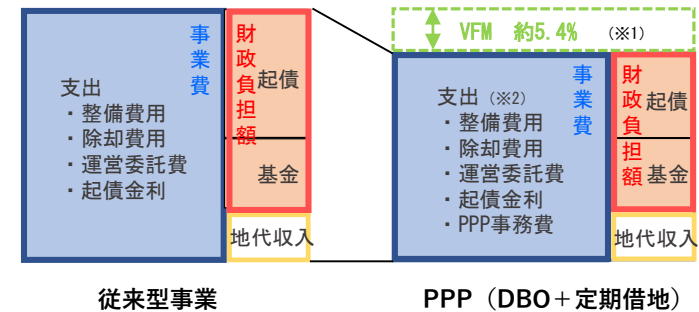 事業費
財政負担額
支出
・整備費用
・除却費用
・運営委託費
・起債金利
起債
基金
地代収入
従来型事業
VFM 約5.4% (※1)
事業費
財政負担額
支出(※2)
・整備費用
・除却費用
・運営委託費
・起債金利
・PPP事務費
起債
基金
地代収入
PPP(DBO+定期借地)